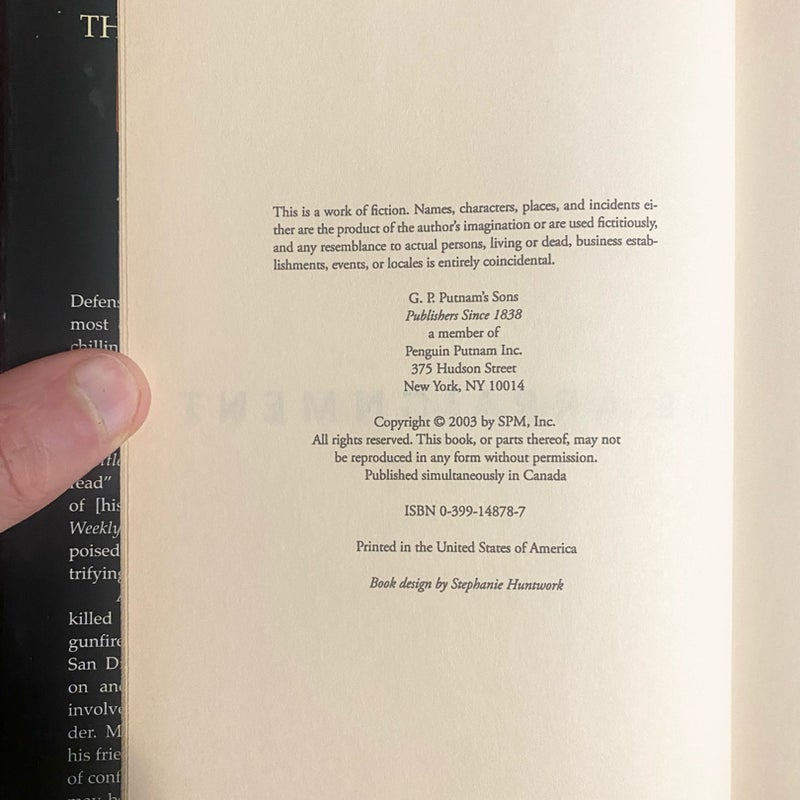 TH
Defen
most
chillin
read"
of [his
Weekly
poised
trifying
killed
gunfire
San D
on an
involve
der. M
his frie
of conf
This is a work of fiction. Names, characters, places, and incidents ei-
ther are the product of the author's imagination or are used fictitiously,
and any resemblance to actual persons, living or dead, business estab-
lishments, events, or locales is entirely coincidental.
G. P. Putnam's Sons
Publishers Since 1838
a member of
Penguin Putnam Inc.
375 Hudson Street
New York, NY 10014
Copyright © 2003 by SPM, Inc.
All rights reserved. This book, or parts thereof, may not
be reproduced in any form without permission.
Published simultaneously in Canada
ISBN 0-399-14878-7
Printed in the United States of America
Book design by Stephanie Huntwork